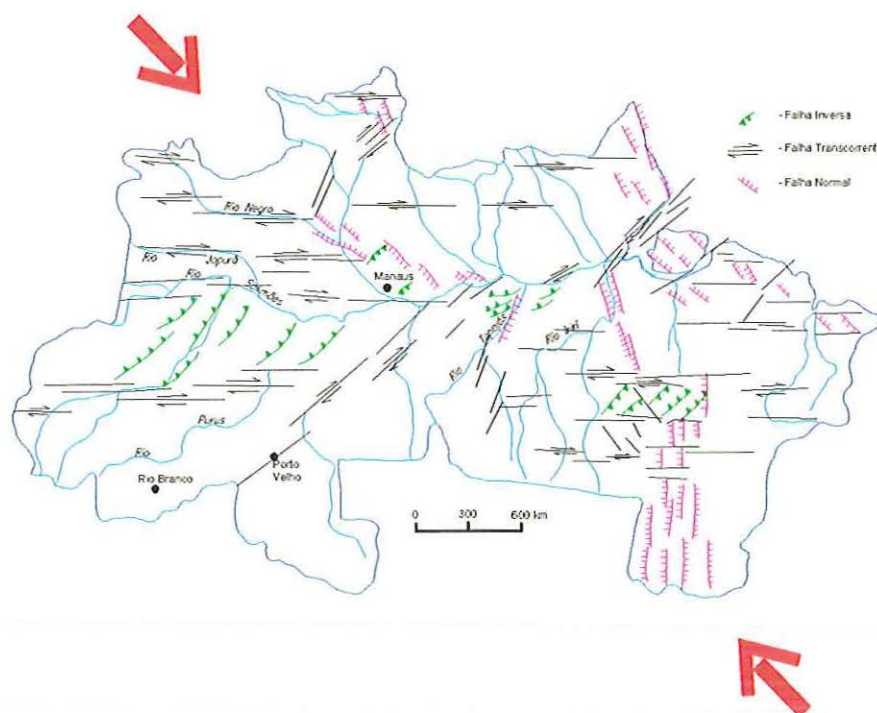 - Falha Inversa
- Falha Transcorrent
- Falha Normal
Rio Negro
Rio Japurá
Rio Solimões
Manaus
Rio Tapajós
Rio
Rio Purus
Rio Branco
Porto
Velho
0 300 600 km